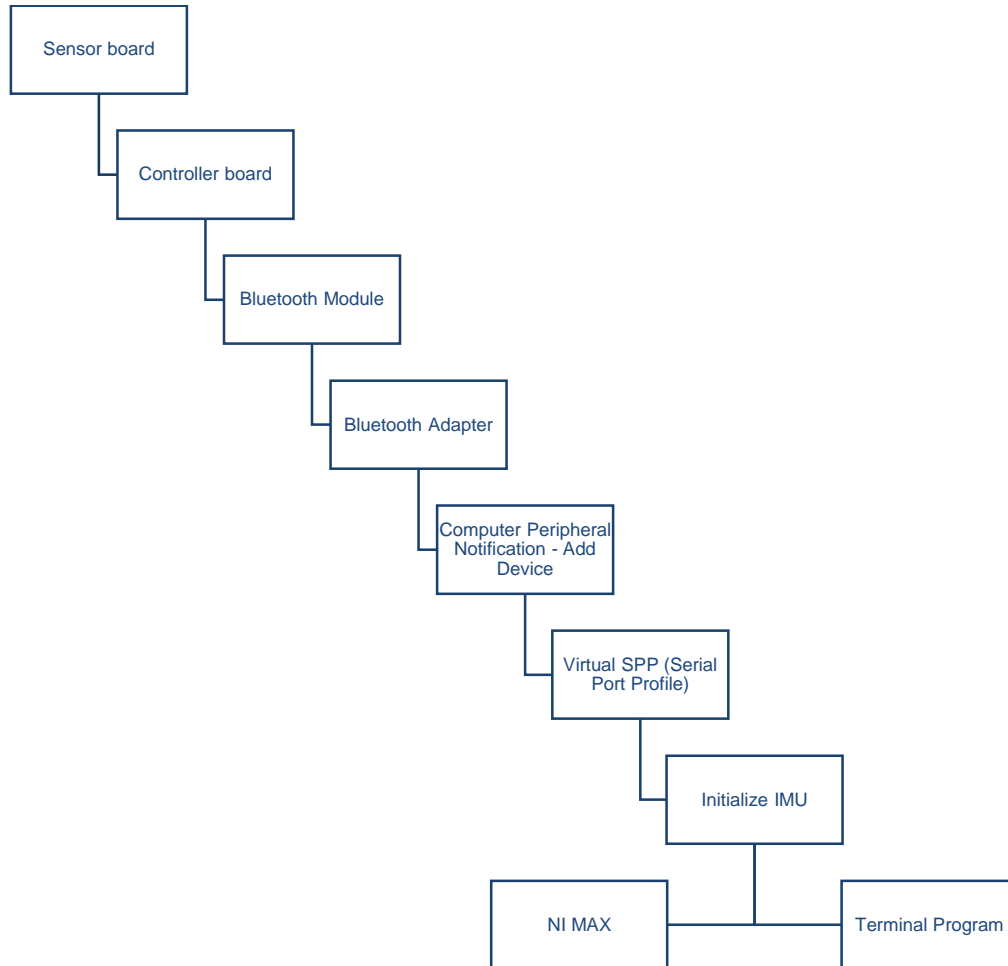 Sensor board
Controller board
Bluetooth Module
Bluetooth Adapter
Computer Peripheral
Notification - Add
Device
Virtual SPP (Serial
Port Profile)
Initialize IMU
NI MAX
Terminal Program